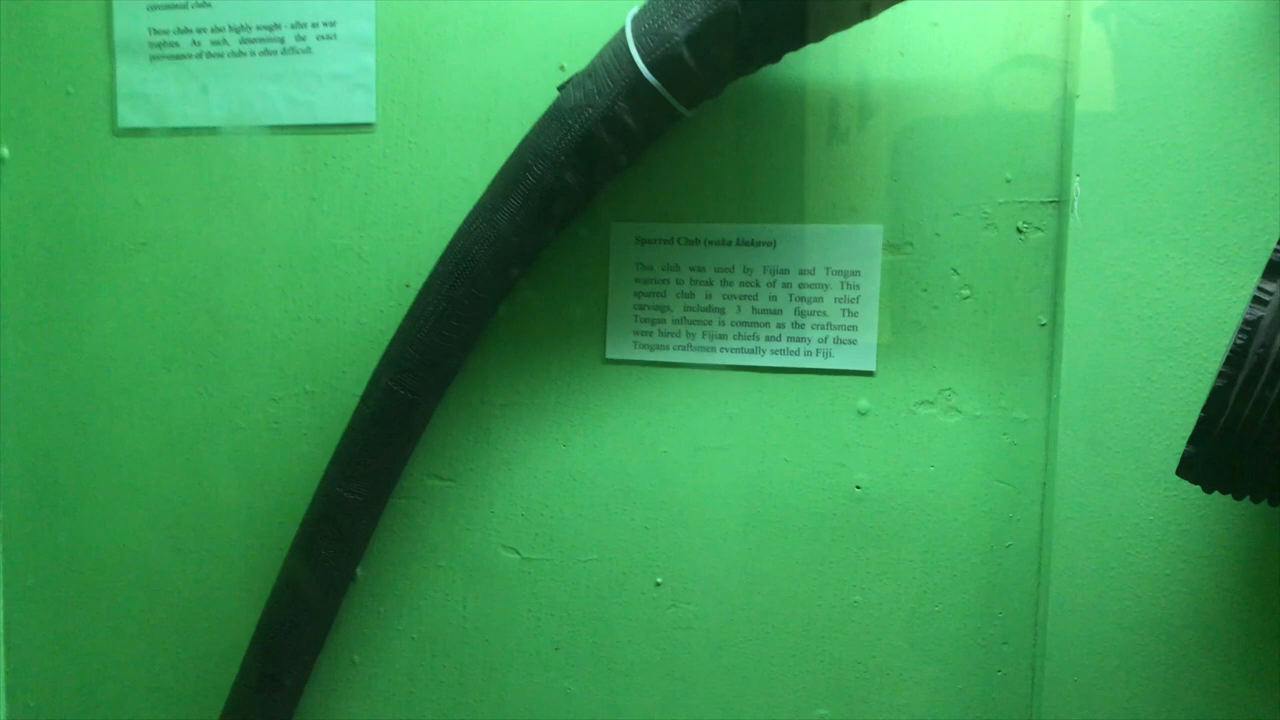 ceremonial clubs.
These clubs are also highly sought - after as war
trophies. As such, determining the exact
provenance of these clubs is often difficult.
Spurred Club (waka kiakavo)
This club was used by Fijian and Tongan
warriors to break the neck of an enemy. This
spurred club is covered in Tongan relief
carvings, including 3 human figures. The
Tongan influence is common as the craftsmen
were hired by Fijian chiefs and many of these
Tongans craftsmen eventually settled in Fiji.